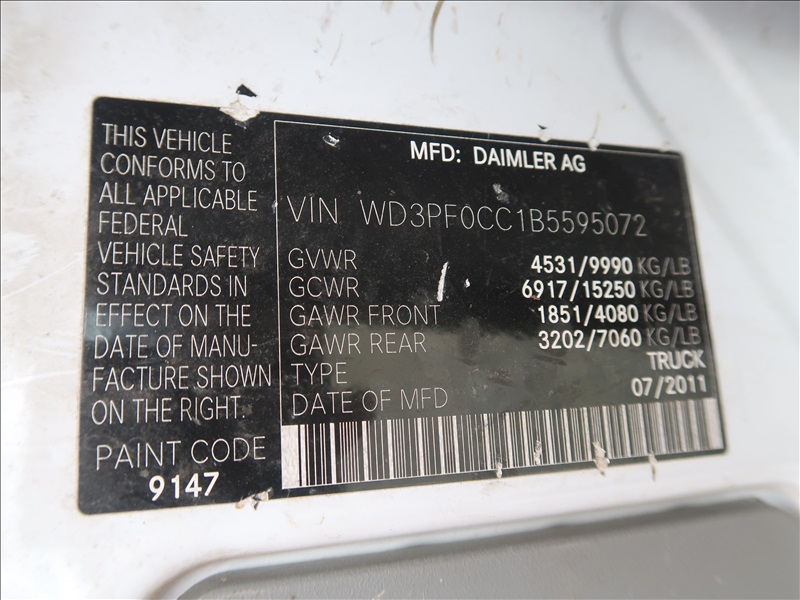 THIS VEHICLE
CONFORMS TO
ALL APPLICABLE
FEDERAL
VEHICLE SAFETY
STANDARDS IN
EFFECT ON THE
DATE OF MANU-
FACTURE SHOWN
ON THE RIGHT.
PAINT CODE
9147
MFD: DAIMLER AG
VIN WD3PF0CC1B5595072
GVWR 4531/9990 KG/LB
GCWR 6917/15250 KG/LB
GAWR FRONT 1851/4080 KG/LB
GAWR REAR 3202/7060 KG/LB
TYPE TRUCK
DATE OF MFD 07/2011